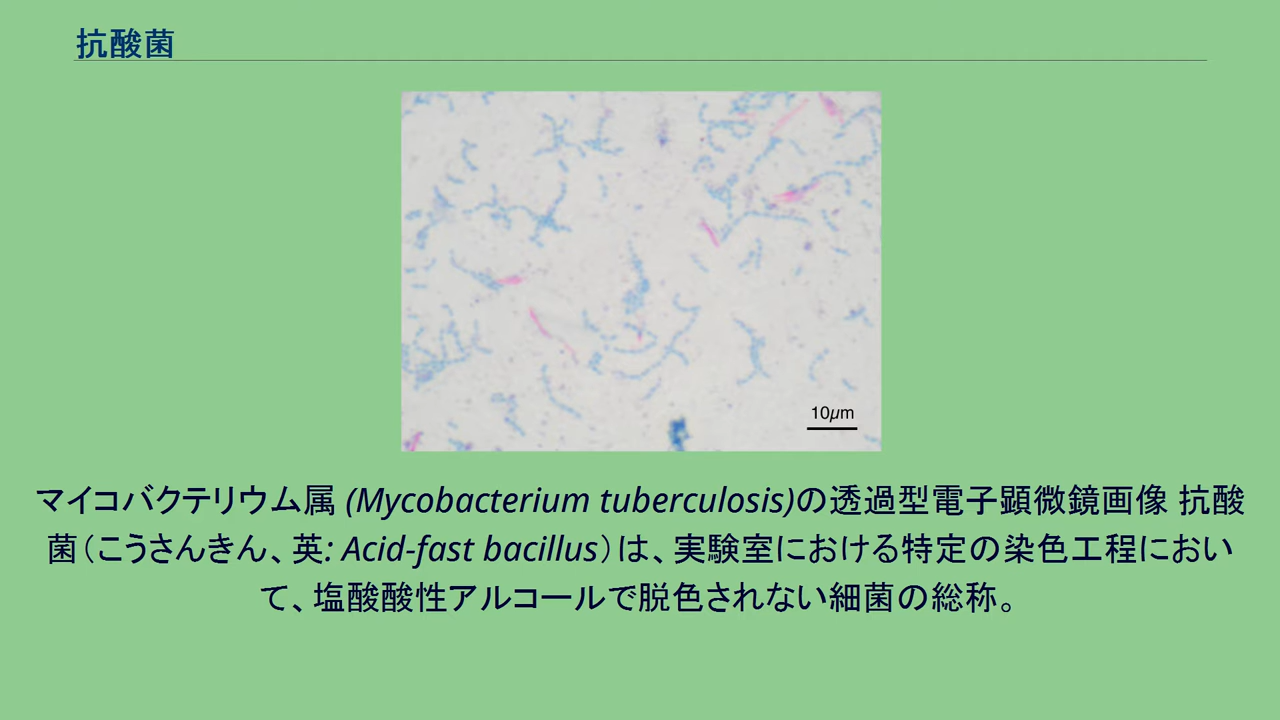 抗酸菌
10μm
マイコバクテリウム属 (Mycobacterium tuberculosis)の透過型電子顕微鏡画像 抗酸
菌（こうさんきん、英: Acid-fast bacillus）は、実験室における特定の染色工程におい
て、塩酸酸性アルコールで脱色されない細菌の総称。